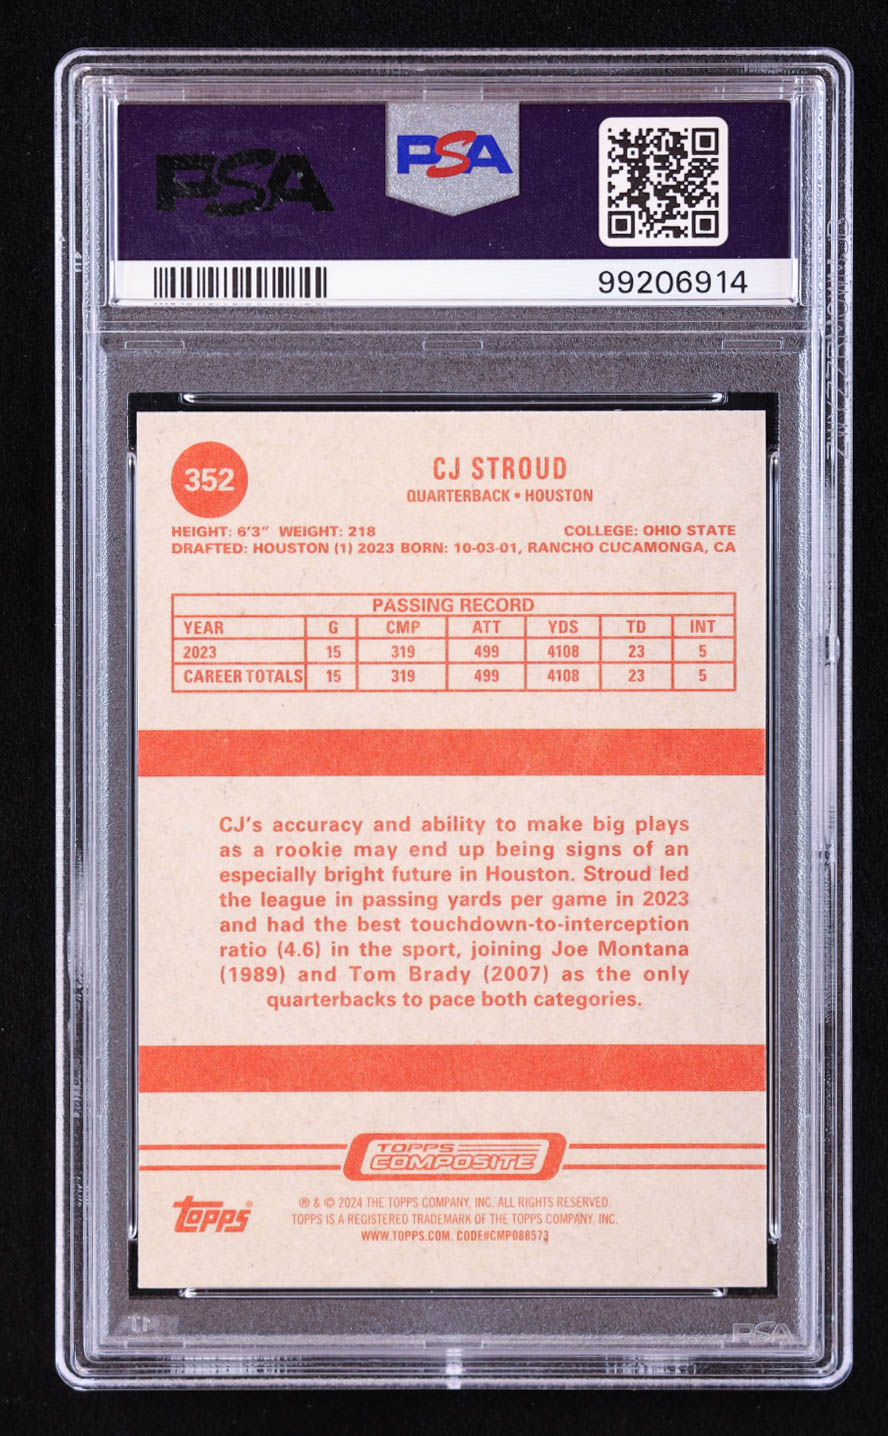 PSA
PSA
99206914
352
CJ STROUD
QUARTERBACK • HOUSTON
HEIGHT: 6'3" WEIGHT: 218 COLLEGE: OHIO STATE
DRAFTED: HOUSTON (1) 2023 BORN: 10-03-01, RANCHO CUCAMONGA, CA
PASSING RECORD
YEAR G CMP ATT YDS TD INT
2023 15 319 499 4108 23 5
CAREER TOTALS 15 319 499 4108 23 5
CJ's accuracy and ability to make big plays
as a rookie may end up being signs of an
especially bright future in Houston. Stroud led
the league in passing yards per game in 2023
and had the best touchdown-to-interception
ratio (4.6) in the sport, joining Joe Montana
(1989) and Tom Brady (2007) as the only
quarterbacks to pace both categories.
TOPPS
COMPOSITE
topps®
® & © 2024 THE TOPPS COMPANY, INC. ALL RIGHTS RESERVED.
TOPPS IS A REGISTERED TRADEMARK OF THE TOPPS COMPANY, INC.
WWW.TOPPS.COM. CODE#CMP088573
PSA